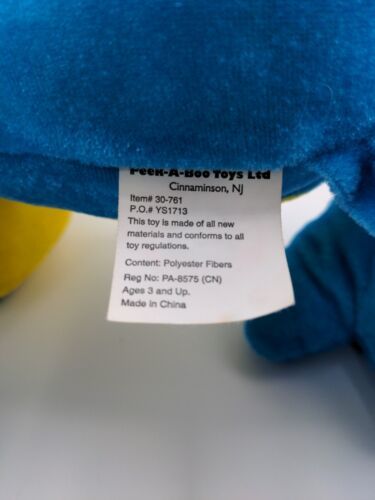 Peek-A-Boo Toys Ltd
Cinnaminson, NJ
Item# 30-761
P.O.# YS1713
This toy is made of all new
materials and conforms to all
toy regulations.
Content: Polyester Fibers
Reg No: PA-8575 (CN)
Ages 3 and Up.
Made in China